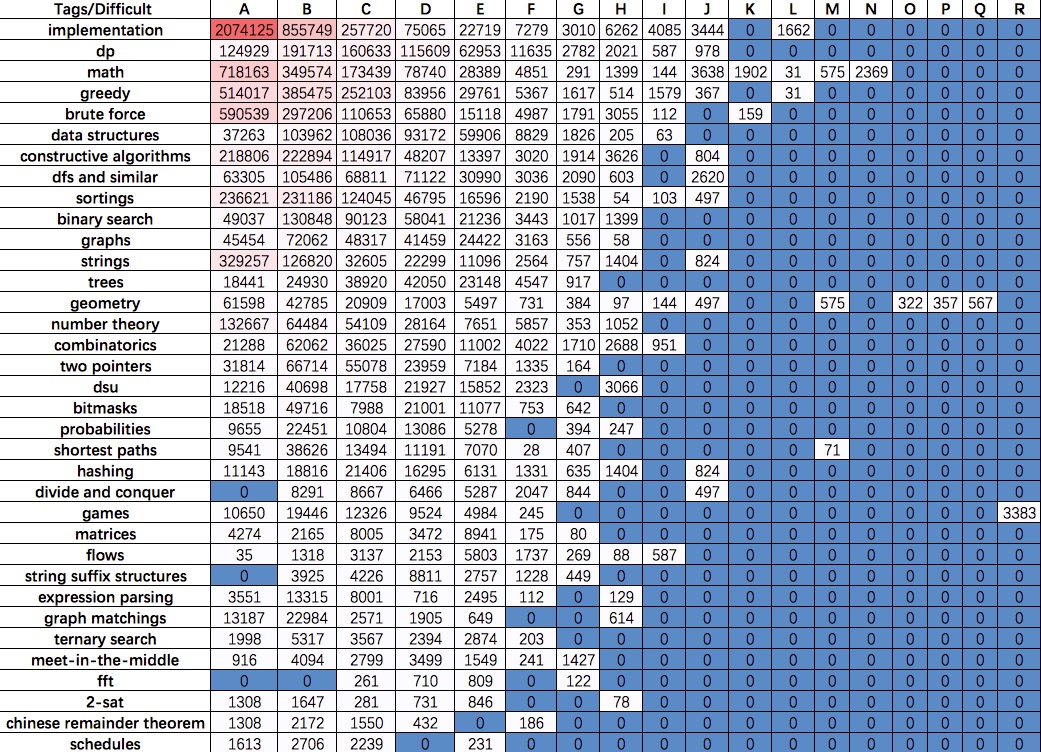 Tags/Difficult A B C D E F G H I J K L M N O P Q R
implementation 2074125 855749 257720 75065 22719 7279 3010 6262 4085 3444 0 1662 0 0 0 0 0 0
dp 124929 191713 160633 115609 62953 11635 2782 2021 587 978 0 0 0 0 0 0 0 0
math 718163 349574 173439 78740 28389 4851 291 1399 144 3638 1902 31 575 2369 0 0 0 0
greedy 514017 385475 252103 83956 29761 5367 1617 514 1579 367 0 31 0 0 0 0 0 0
brute force 590539 297206 110653 65880 15118 4987 1791 3055 112 0 159 0 0 0 0 0 0 0
data structures 37263 103962 108036 93172 59906 8829 1826 205 63 0 0 0 0 0 0 0 0 0
constructive algorithms 218806 222894 114917 48207 13397 3020 1914 3626 0 804 0 0 0 0 0 0 0 0
dfs and similar 63305 105486 68811 71122 30990 3036 2090 603 0 2620 0 0 0 0 0 0 0 0
sortings 236621 231186 124045 46795 16596 2190 1538 54 103 497 0 0 0 0 0 0 0 0
binary search 49037 130848 90123 58041 21236 3443 1017 1399 0 0 0 0 0 0 0 0 0 0
graphs 45454 72062 48317 41459 24422 3163 556 58 0 0 0 0 0 0 0 0 0 0
strings 329257 126820 32605 22299 11096 2564 757 1404 0 824 0 0 0 0 0 0 0 0
trees 18441 24930 38920 42050 23148 4547 917 0 0 0 0 0 0 0 0 0 0 0
geometry 61598 42785 20909 17003 5497 731 384 97 144 497 0 0 575 0 322 357 567 0
number theory 132667 64484 54109 28164 7651 5857 353 1052 0 0 0 0 0 0 0 0 0 0
combinatorics 21288 62062 36025 27590 11002 4022 1710 2688 951 0 0 0 0 0 0 0 0 0
two pointers 31814 66714 55078 23959 7184 1335 164 0 0 0 0 0 0 0 0 0 0 0
dsu 12216 40698 17758 21927 15852 2323 0 3066 0 0 0 0 0 0 0 0 0 0
bitmasks 18518 49716 7988 21001 11077 753 642 0 0 0 0 0 0 0 0 0 0 0
probabilities 9655 22451 10804 13086 5278 0 394 247 0 0 0 0 0 0 0 0 0 0
shortest paths 9541 38626 13494 11191 7070 28 407 0 0 0 0 0 71 0 0 0 0 0
hashing 11143 18816 21406 16295 6131 1331 635 1404 0 824 0 0 0 0 0 0 0 0
divide and conquer 0 8291 8667 6466 5287 2047 844 0 0 497 0 0 0 0 0 0 0 0
games 10650 19446 12326 9524 4984 245 0 0 0 0 0 0 0 0 0 0 0 3383
matrices 4274 2165 8005 3472 8941 175 80 0 0 0 0 0 0 0 0 0 0 0
flows 35 1318 3137 2153 5803 1737 269 88 587 0 0 0 0 0 0 0 0 0
string suffix structures 0 3925 4226 8811 2757 1228 449 0 0 0 0 0 0 0 0 0 0 0
expression parsing 3551 13315 8001 716 2495 112 0 129 0 0 0 0 0 0 0 0 0 0
graph matchings 13187 22984 2571 1905 649 0 0 614 0 0 0 0 0 0 0 0 0 0
ternary search 1998 5317 3567 2394 2874 203 0 0 0 0 0 0 0 0 0 0 0 0
meet-in-the-middle 916 4094 2799 3499 1549 241 1427 0 0 0 0 0 0 0 0 0 0 0
fft 0 0 261 710 809 0 122 0 0 0 0 0 0 0 0 0 0 0
2-sat 1308 1647 281 731 846 0 0 78 0 0 0 0 0 0 0 0 0 0
chinese remainder theorem 1308 2172 1550 432 0 186 0 0 0 0 0 0 0 0 0 0 0 0
schedules 1613 2706 2239 0 231 0 0 0 0 0 0 0 0 0 0 0 0 0